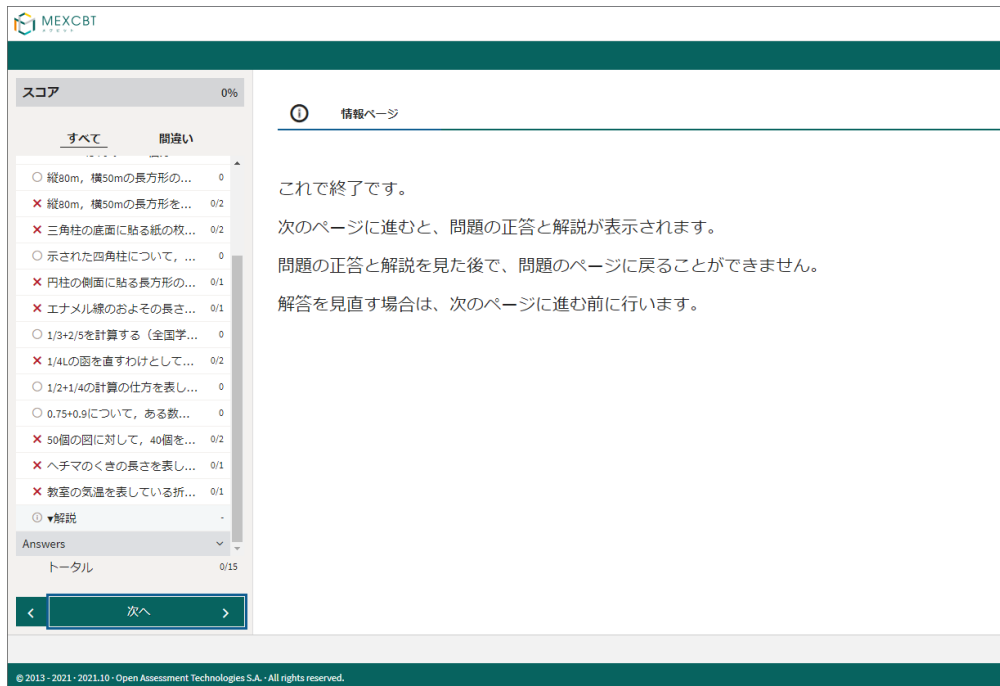 MEXCBT
メクビット
スコア 0%
すべて 間違い
縦80m，横50mの長方形の... 0
縦80m，横50mの長方形を... 0/2
三角柱の底面に貼る紙の枚... 0/2
示された四角柱について，... 0
円柱の側面に貼る長方形の... 0/1
エナメル線のおよその長さ... 0/1
1/3+2/5を計算する（全国学... 0
1/4Lの図を直すわけとして... 0/2
1/2+1/4の計算の仕方を表し... 0
0.75+0.9について，ある数... 0
50個の図に対して，40個を... 0/2
ヘチマのくきの長さを表し... 0/1
教室の気温を表している折... 0/1
▾解説 -
Answers
トータル 0/15
次へ
情報ページ
これで終了です。
次のページに進むと、問題の正答と解説が表示されます。
問題の正答と解説を見た後で、問題のページに戻ることができません。
解答を見直す場合は、次のページに進む前に行います。
© 2013 - 2021 · 2021.10 · Open Assessment Technologies S.A. · All rights reserved.